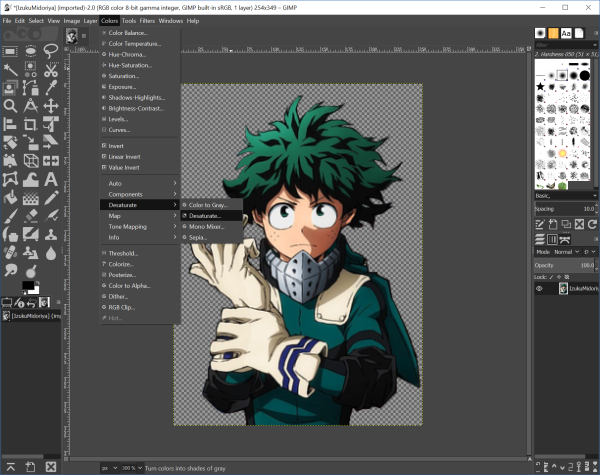 *[IzukuMidoriya] (imported)-2.0 (RGB color 8-bit gamma integer, GIMP built-in sRGB, 1 layer) 254x349 – GIMP
File Edit Select View Image Layer Colors Tools Filters Windows Help
Color Balance...
Color Temperature...
Hue-Chroma...
Hue-Saturation...
Saturation...
Exposure...
Shadows-Highlights...
Brightness-Contrast...
Levels...
Curves...
Invert
Linear Invert
Value Invert
Auto
Components
Desaturate
Map
Tone Mapping
Info
Color to Gray...
Desaturate...
Mono Mixer...
Sepia...
Threshold...
Colorize...
Posterize...
Color to Alpha...
Dither...
RGB Clip...
Hot...
[IzukuMidoriya] (im
filter
2. Hardness 050 (51 × 51)
Basic,
Spacing 10.0
Mode Normal
Opacity 100.0
Lock:
IzukuMidori
px 300 % Turn colors into shades of gray